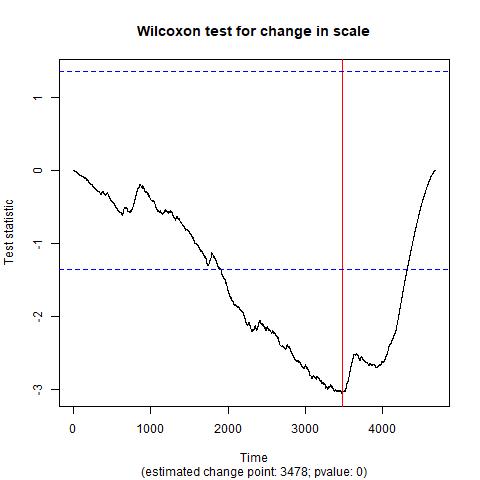 Wilcoxon test for change in scale
Test statistic
1
0
-1
-2
-3
0 1000 2000 3000 4000
Time
(estimated change point: 3478; pvalue: 0)